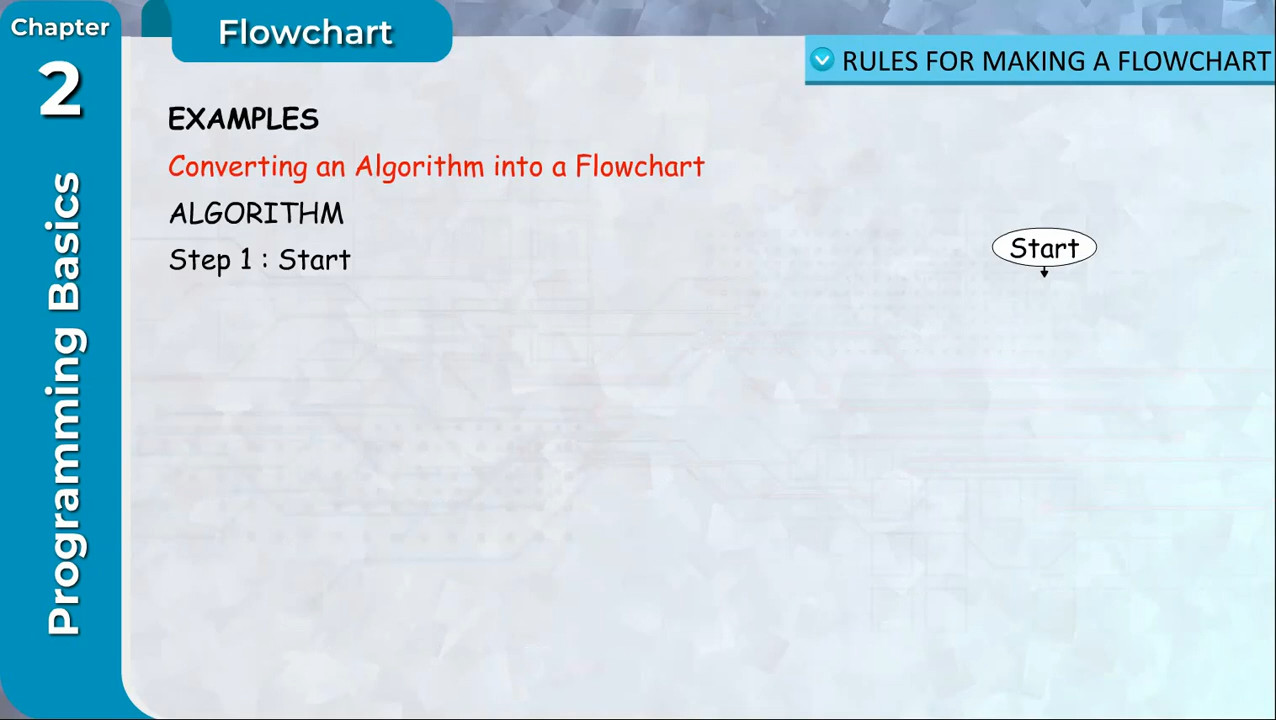 Chapter
2
Programming Basics
Flowchart
RULES FOR MAKING A FLOWCHART
EXAMPLES
Converting an Algorithm into a Flowchart
ALGORITHM
Step 1 : Start
Start